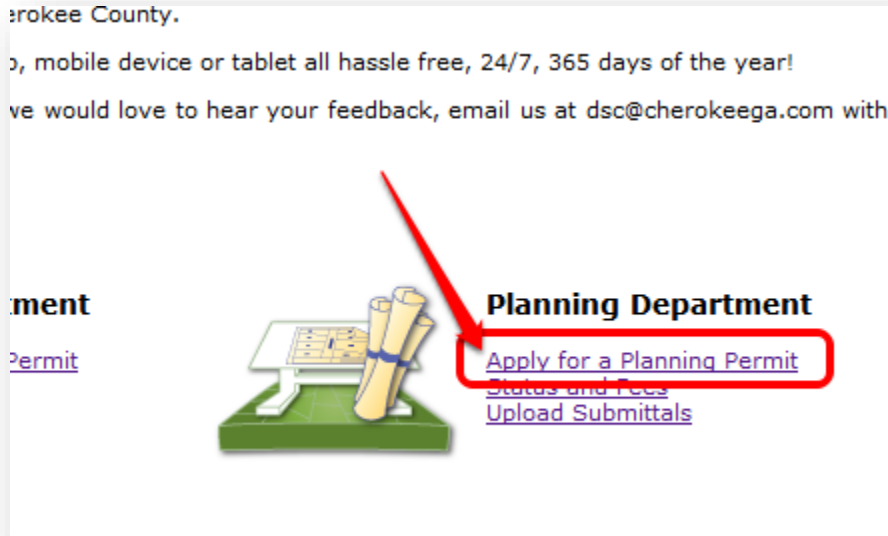 erokee County.
, mobile device or tablet all hassle free, 24/7, 365 days of the year!
we would love to hear your feedback, email us at dsc@cherokeega.com with
ment
Planning Department
Permit
Apply for a Planning Permit
Status and Fees
Upload Submittals